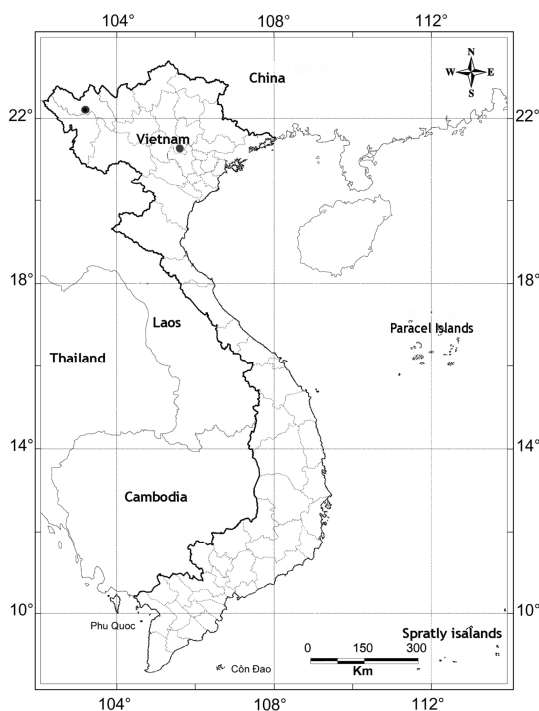 104° 108° 112°
N
W E
S
China
22°
22°
Vietnam
18°
18°
Laos
Paracel Islands
Thailand
14°
14°
Cambodia
10°
10°
Phu Quoc
Spratly isalands
0 150 300
Km
Côn Đao
104° 108° 112°